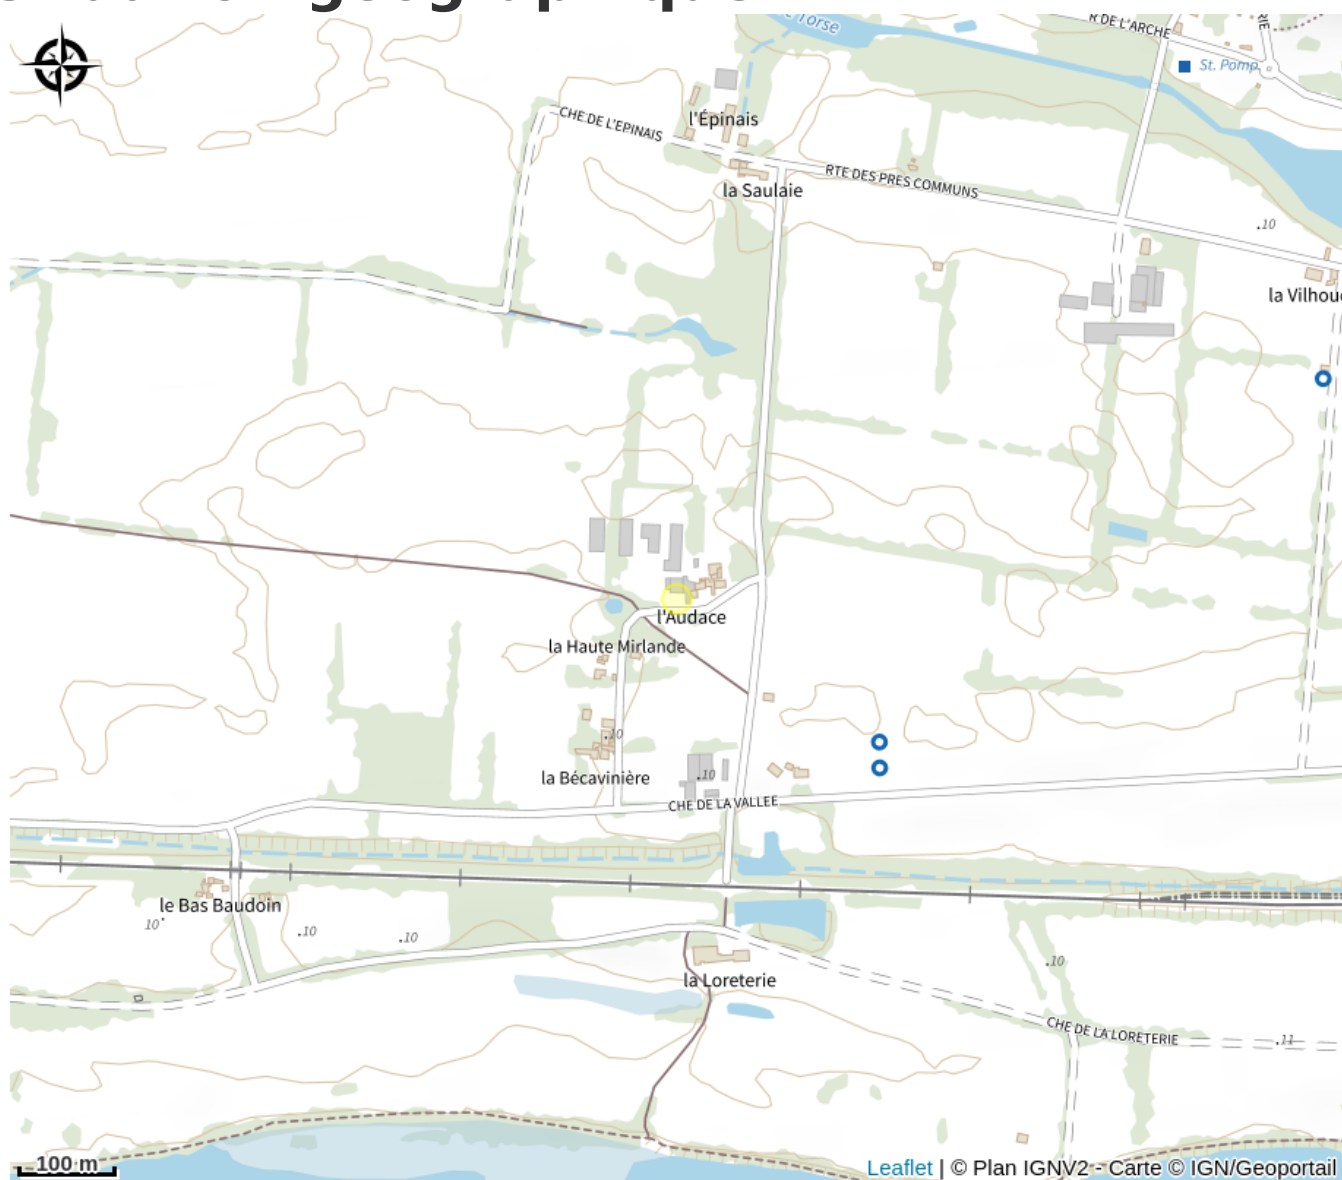 Torse
R DE L'ARCHE
St. Pomp.
l'Épinais
CHE DE L'EPINAIS
RTE DES PRES COMMUNS
la Saulaie
.10
la Vilhou
l'Audace
la Haute Mirlande
.10
la Bécavinière
.10
CHE DE LA VALLEE
le Bas Baudoin
10
.10
.10
.10
la Loreterie
CHE DE LA LORETERIE
.11
100 m
Leaflet | © Plan IGNV2 - Carte © IGN/Geoportail